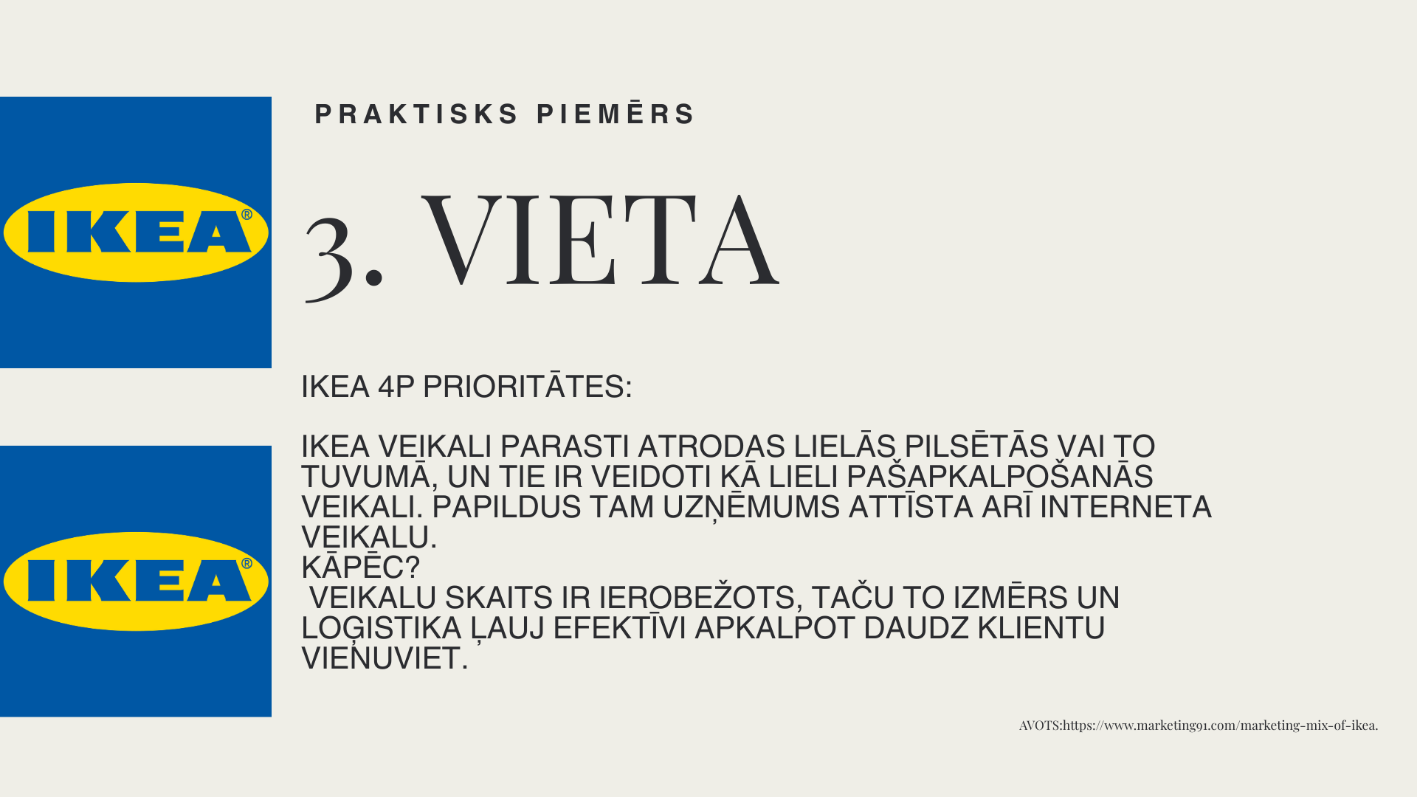 PRAKTISKS PIEMĒRS
IKEA®
3. VIETA
IKEA 4P PRIORITĀTES:
IKEA VEIKALI PARASTI ATRODAS LIELĀS PILSĒTĀS VAI TO
TUVUMĀ, UN TIE IR VEIDOTI KĀ LIELI PAŠAPKALPOŠANĀS
VEIKALI. PAPILDUS TAM UZŅĒMUMS ATTĪSTA ARĪ INTERNETA
VEIKALU.
KĀPĒC?
VEIKALU SKAITS IR IEROBEŽOTS, TAČU TO IZMĒRS UN
LOĢISTIKA ĻAUJ EFEKTĪVI APKALPOT DAUDZ KLIENTU
VIENUVIET.
IKEA®
AVOTS:https://www.marketing91.com/marketing-mix-of-ikea.